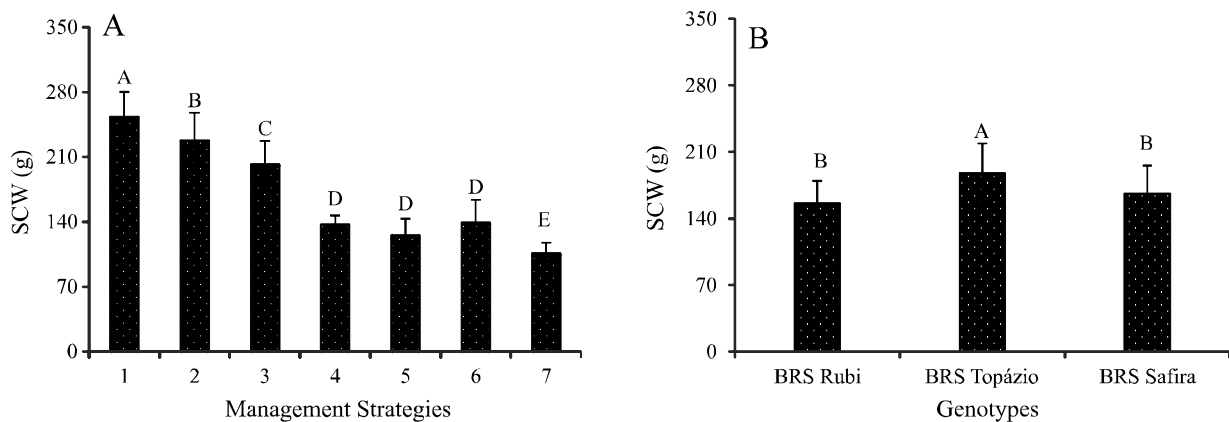 A
350
280
210
140
70
0
SCW (g)
A
B
C
D
D
D
E
1 2 3 4 5 6 7
Management Strategies
B
350
280
210
140
70
0
SCW (g)
B
A
B
BRS Rubi BRS Topázio BRS Safira
Genotypes